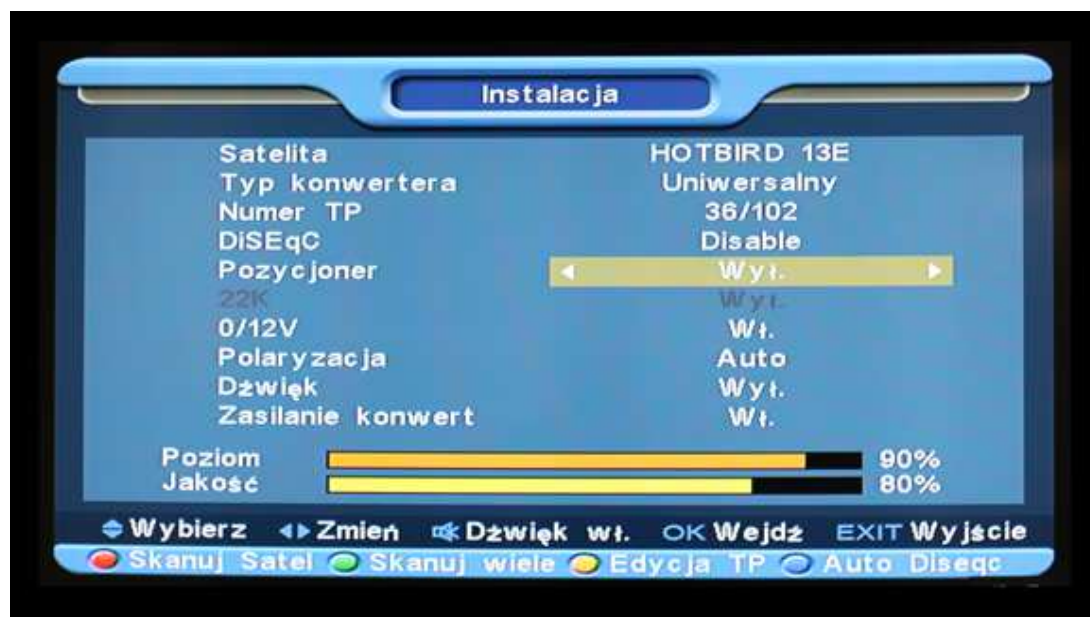 Instalacja
Satelita HOTBIRD 13E
Typ konwertera Uniwersalny
Numer TP 36/102
DiSEqC Disable
Pozycjoner Wył.
22K Wył.
0/12V Wł.
Polaryzacja Auto
Dźwięk Wył.
Zasilanie konwert Wł.
Poziom 90%
Jakość 80%
Wybierz Zmień Dźwięk wł. OK Wejdź EXIT Wyjście
Skanuj Satel Skanuj wiele Edycja TP Auto Diseqc